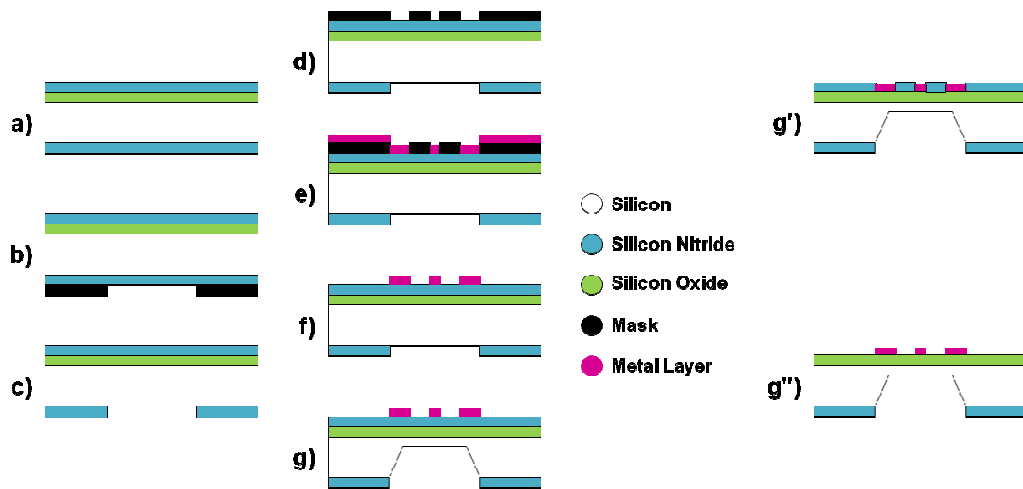 a)
b)
c)
d)
e)
f)
g)
Silicon
Silicon Nitride
Silicon Oxide
Mask
Metal Layer
g')
g'')